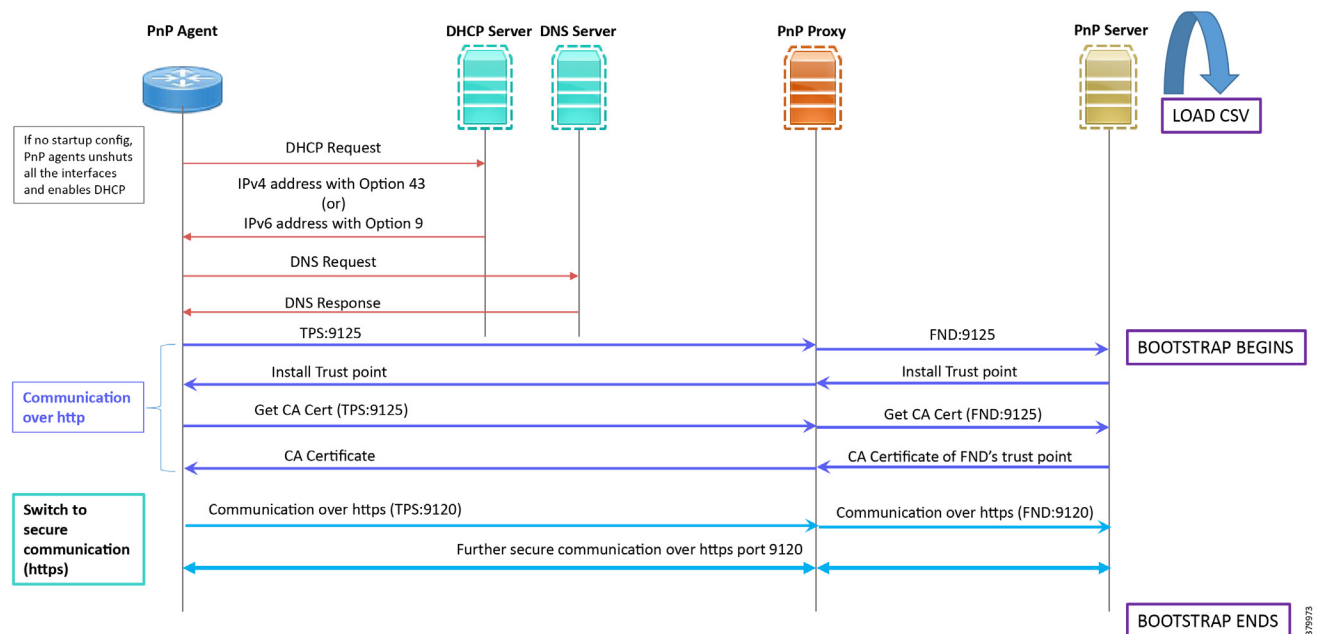 PnP Agent
DHCP Server
DNS Server
PnP Proxy
PnP Server
LOAD CSV
If no startup config,
PnP agents unshuts
all the interfaces
and enables DHCP
DHCP Request
IPv4 address with Option 43
(or)
IPv6 address with Option 9
DNS Request
DNS Response
TPS:9125
FND:9125
BOOTSTRAP BEGINS
Install Trust point
Install Trust point
Communication
over http
Get CA Cert (TPS:9125)
Get CA Cert (FND:9125)
CA Certificate
CA Certificate of FND’s trust point
Switch to
secure
communication
(https)
Communication over https (TPS:9120)
Communication over https (FND:9120)
Further secure communication over https port 9120
BOOTSTRAP ENDS
379973